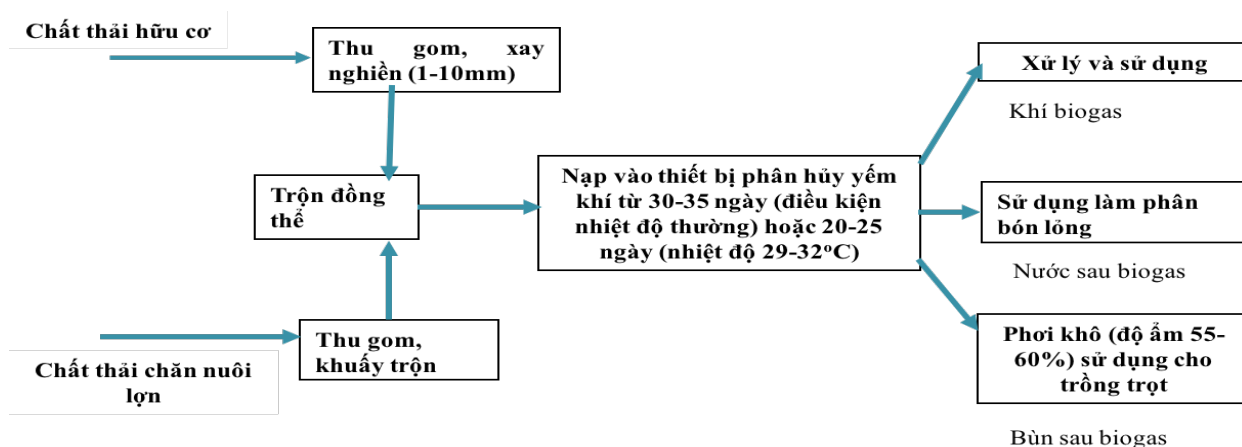 Chất thải hữu cơ
Thu gom, xay
nghiền (1-10mm)
Trộn đồng
thể
Thu gom,
khuấy trộn
Chất thải chăn nuôi
lợn
Nạp vào thiết bị phân hủy yếm
khí từ 30-35 ngày (điều kiện
nhiệt độ thường) hoặc 20-25
ngày (nhiệt độ 29-32°C)
Xử lý và sử dụng
Khí biogas
Sử dụng làm phân
bón lỏng
Nước sau biogas
Phơi khô (độ ẩm 55-
60%) sử dụng cho
trồng trọt
Bùn sau biogas